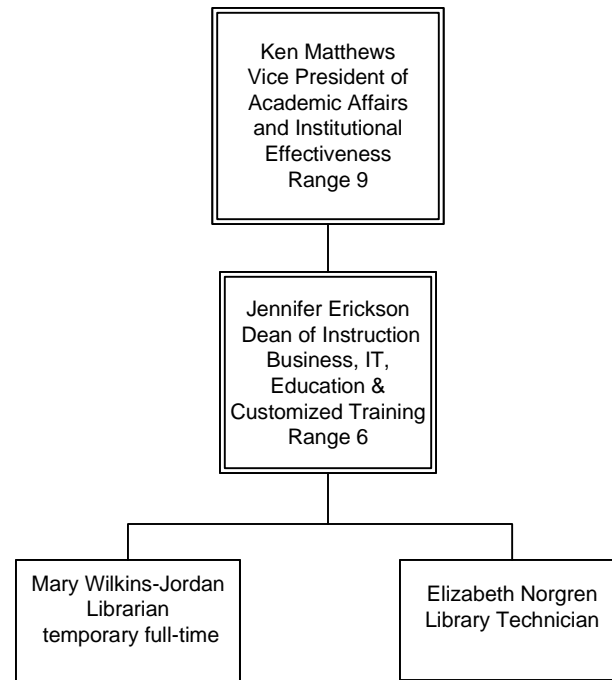 Ken Matthews
Vice President of
Academic Affairs
and Institutional
Effectiveness
Range 9
Jennifer Erickson
Dean of Instruction
Business, IT,
Education &
Customized Training
Range 6
Mary Wilkins-Jordan
Librarian
temporary full-time
Elizabeth Norgren
Library Technician